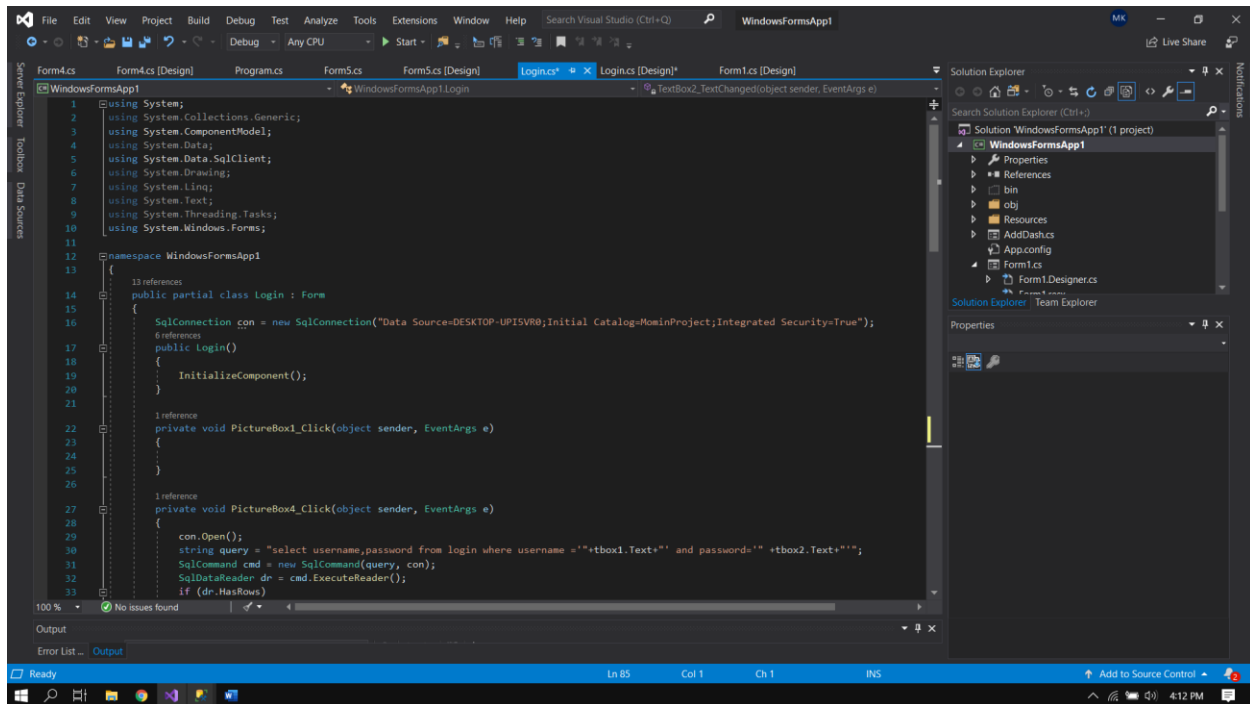 File Edit View Project Build Debug Test Analyze Tools Extensions Window Help Search Visual Studio (Ctrl+Q) WindowsFormsApp1 MK
Debug Any CPU Start Live Share
Server Explorer
Toolbox
Data Sources
Notifications
Form4.cs Form4.cs [Design] Program.cs Form5.cs Form5.cs [Design] Login.cs* Login.cs [Design]* Form1.cs [Design]
WindowsFormsApp1 WindowsFormsApp1.Login TextBox2_TextChanged(object sender, EventArgs e)
1 using System;
2 using System.Collections.Generic;
3 using System.ComponentModel;
4 using System.Data;
5 using System.Data.SqlClient;
6 using System.Drawing;
7 using System.Linq;
8 using System.Text;
9 using System.Threading.Tasks;
10 using System.Windows.Forms;
11
12 namespace WindowsFormsApp1
13 {
13 references
14 public partial class Login : Form
15 {
16 SqlConnection con = new SqlConnection("Data Source=DESKTOP-UPI5VR0;Initial Catalog=MominProject;Integrated Security=True");
6 references
17 public Login()
18 {
19 InitializeComponent();
20 }
21
1 reference
22 private void PictureBox1_Click(object sender, EventArgs e)
23 {
24
25 }
26
1 reference
27 private void PictureBox4_Click(object sender, EventArgs e)
28 {
29 con.Open();
30 string query = "select username,password from login where username ='"+tbox1.Text+"' and password='" +tbox2.Text+"'";
31 SqlCommand cmd = new SqlCommand(query, con);
32 SqlDataReader dr = cmd.ExecuteReader();
33 if (dr.HasRows)
100 % No issues found
Output
Error List ... Output
Solution Explorer
Search Solution Explorer (Ctrl+;)
Solution 'WindowsFormsApp1' (1 project)
WindowsFormsApp1
Properties
References
bin
obj
Resources
AddDash.cs
App.config
Form1.cs
Form1.Designer.cs
Solution Explorer Team Explorer
Properties
Ready Ln 85 Col 1 Ch 1 INS Add to Source Control 2
4:12 PM